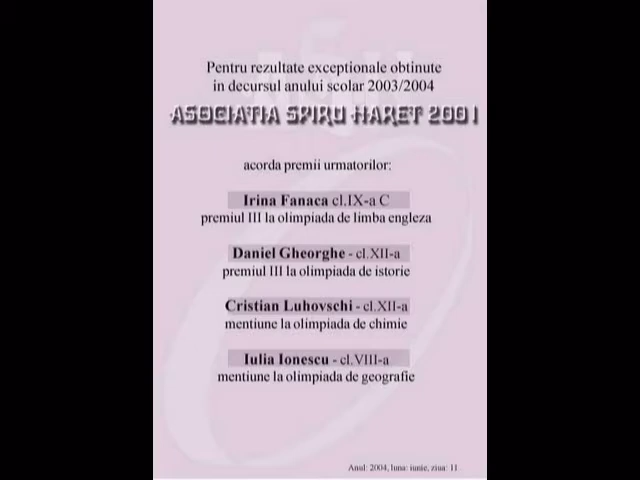 Pentru rezultate exceptionale obtinute
in decursul anului scolar 2003/2004
ASOCIATIA SPIRU HARET 2001
acorda premii urmatorilor:
Irina Fanaca cl.IX-a C
premiul III la olimpiada de limba engleza
Daniel Gheorghe - cl.XII-a
premiul III la olimpiada de istorie
Cristian Luhovschi - cl.XII-a
mentiune la olimpiada de chimie
Iulia Ionescu - cl.VIII-a
mentiune la olimpiada de geografie
Anul: 2004, luna: iunie, ziua: 11